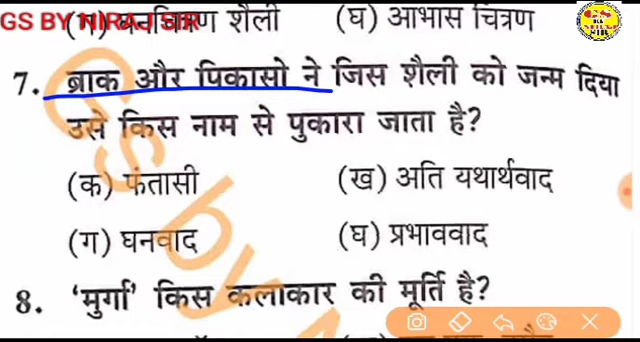 GS BY NIRAJ SIR
शैली (घ) आभास चित्रण
7. ब्राक और पिकासो ने जिस शैली को जन्म दिया
उसे किस नाम से पुकारा जाता है?
(क) फंतासी (ख) अति यथार्थवाद
(ग) घनवाद (घ) प्रभाववाद
8. ‘मुर्गा’ किस कलाकार की मूर्ति है?